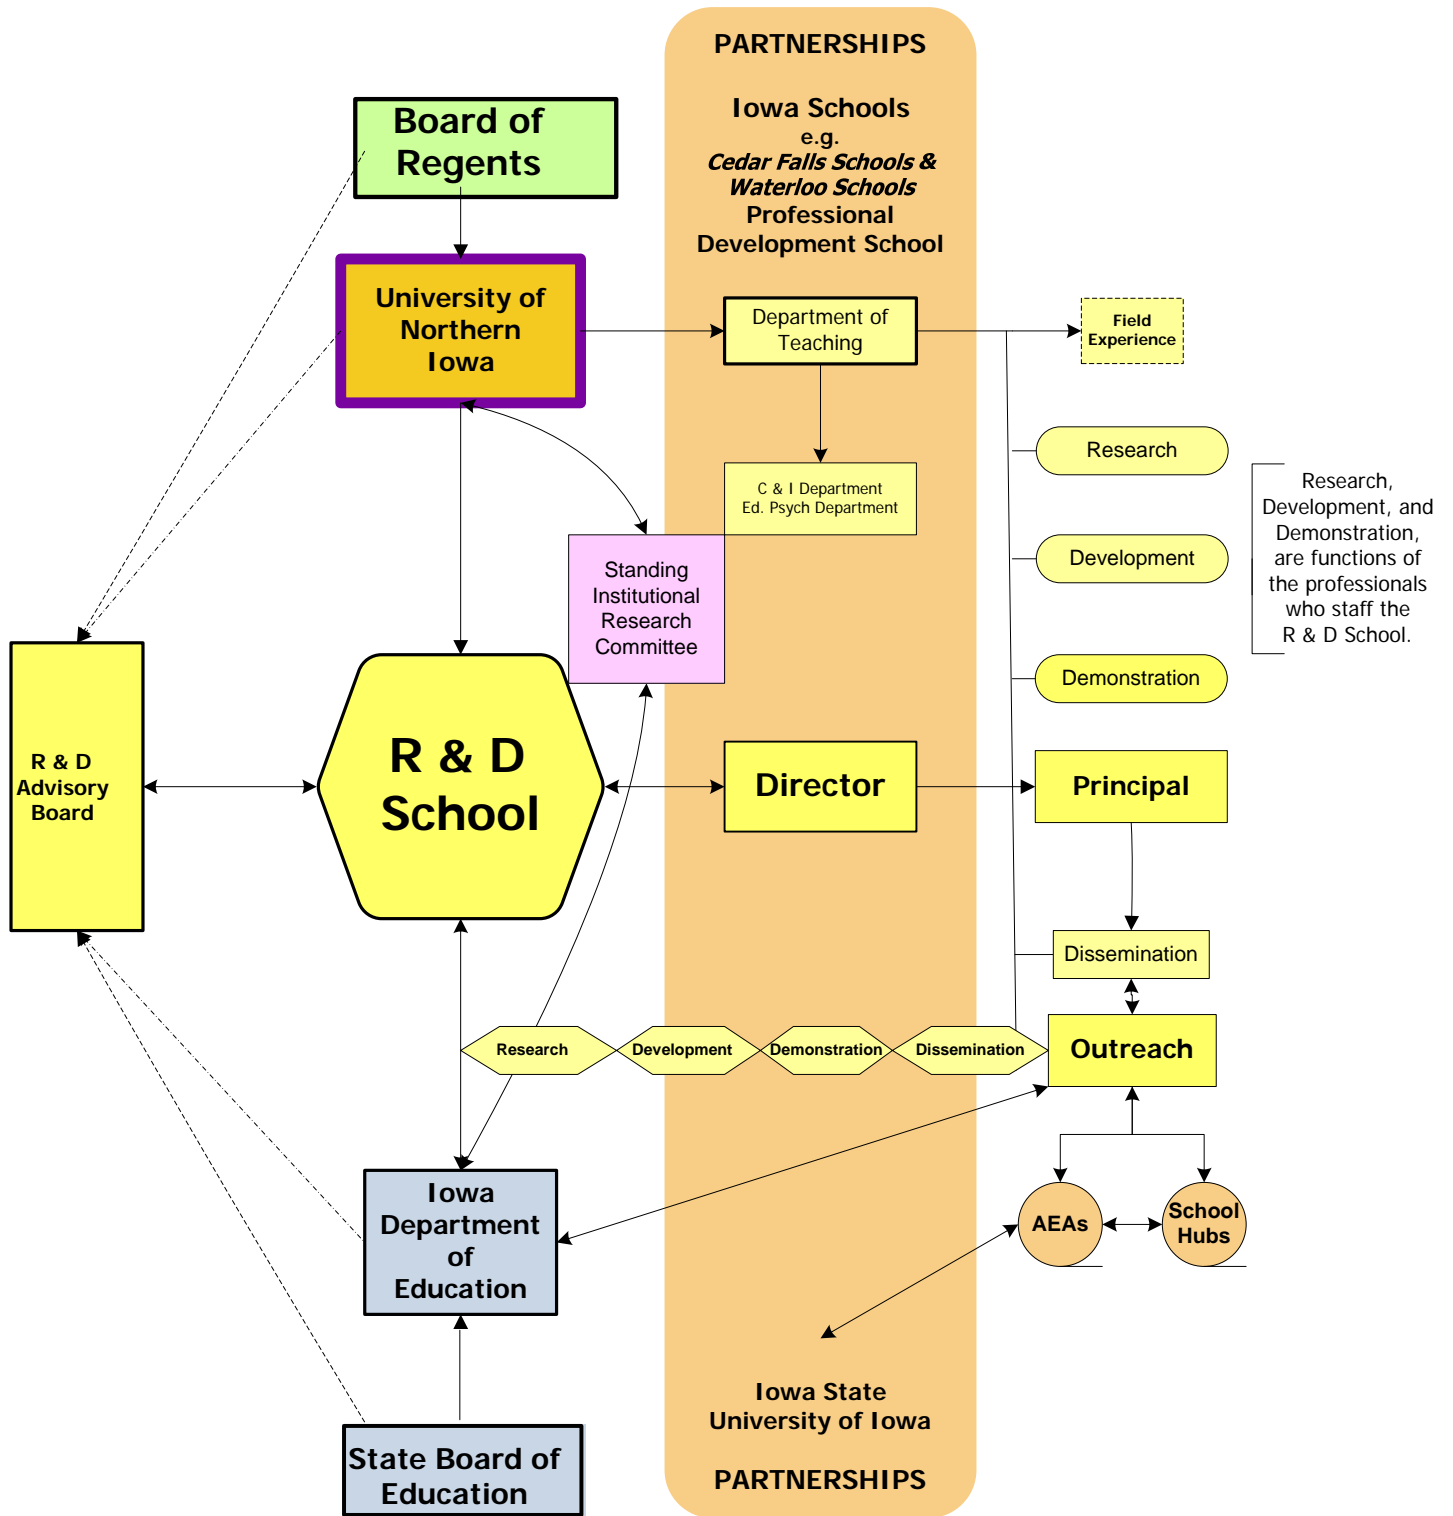 PARTNERSHIPS
Iowa Schools
e.g.
Cedar Falls Schools &
Waterloo Schools
Professional
Development School
Board of
Regents
University of
Northern
Iowa
Department of
Teaching
Field
Experience
C & I Department
Ed. Psych Department
Research
Development
Demonstration
Research,
Development, and
Demonstration,
are functions of
the professionals
who staff the
R & D School.
Standing
Institutional
Research
Committee
R & D
Advisory
Board
R & D
School
Director
Principal
Dissemination
Research
Development
Demonstration
Dissemination
Outreach
Iowa
Department
of
Education
AEAs
School
Hubs
Iowa State
University of Iowa
State Board of
Education
PARTNERSHIPS